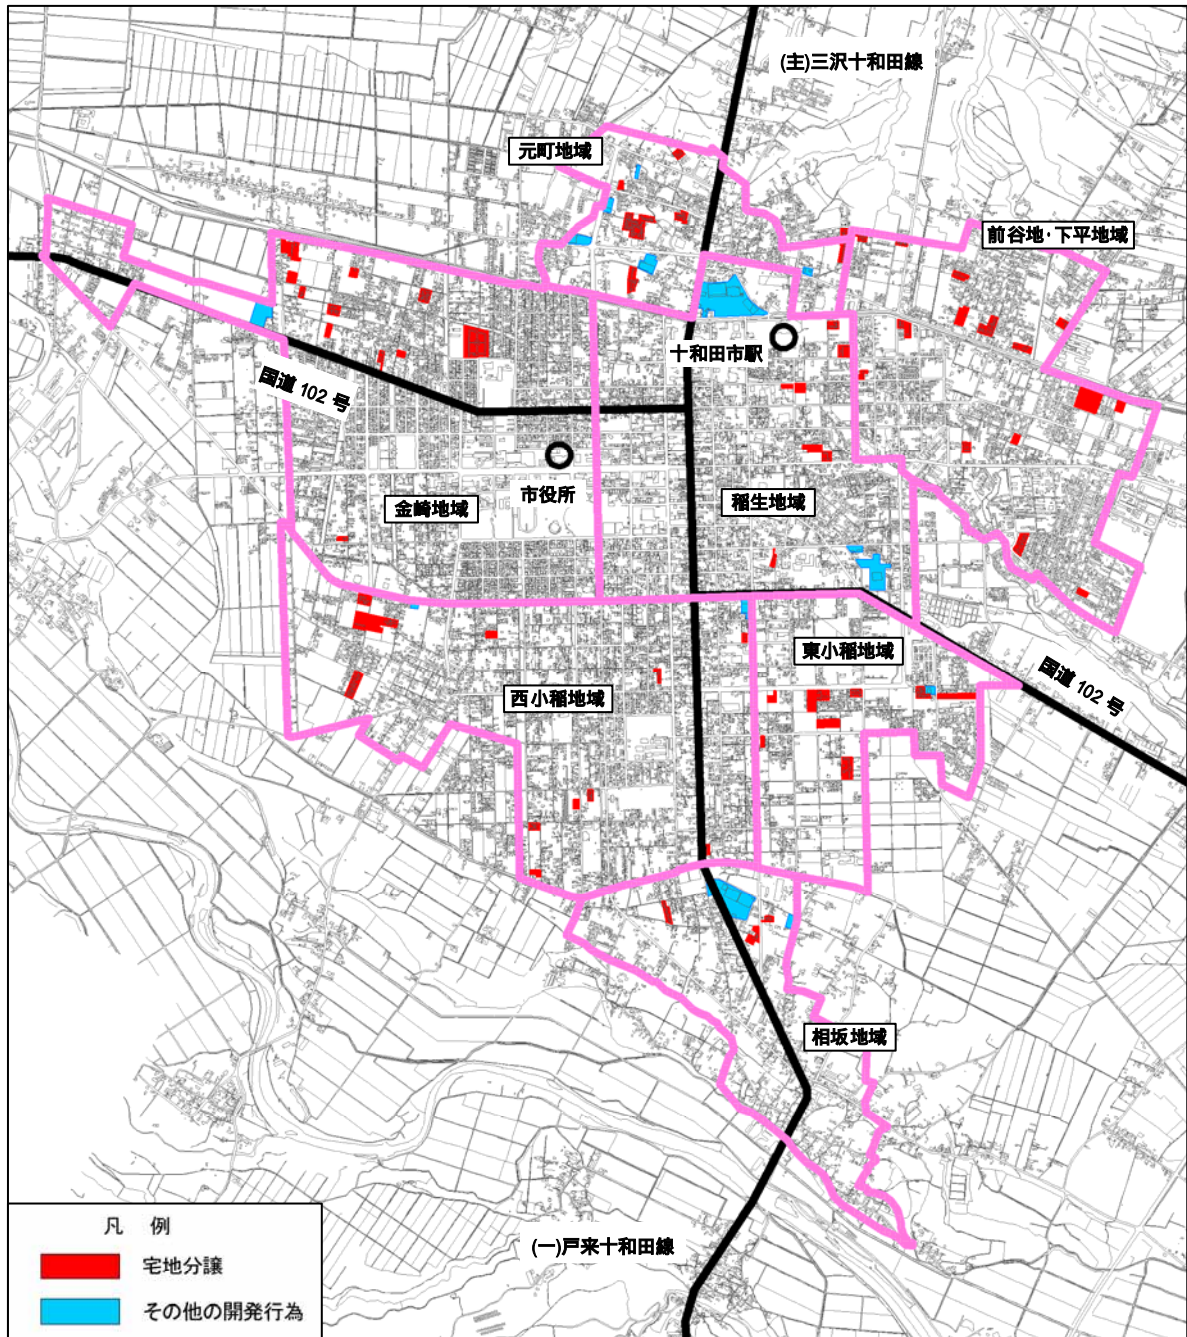 (主)三沢十和田線
元町地域
前谷地・下平地域
十和田市駅
国道 102 号
市役所
金崎地域
稲生地域
東小稲地域
国道 102 号
西小稲地域
相坂地域
(一)戸来十和田線
凡 例
宅地分譲
その他の開発行為